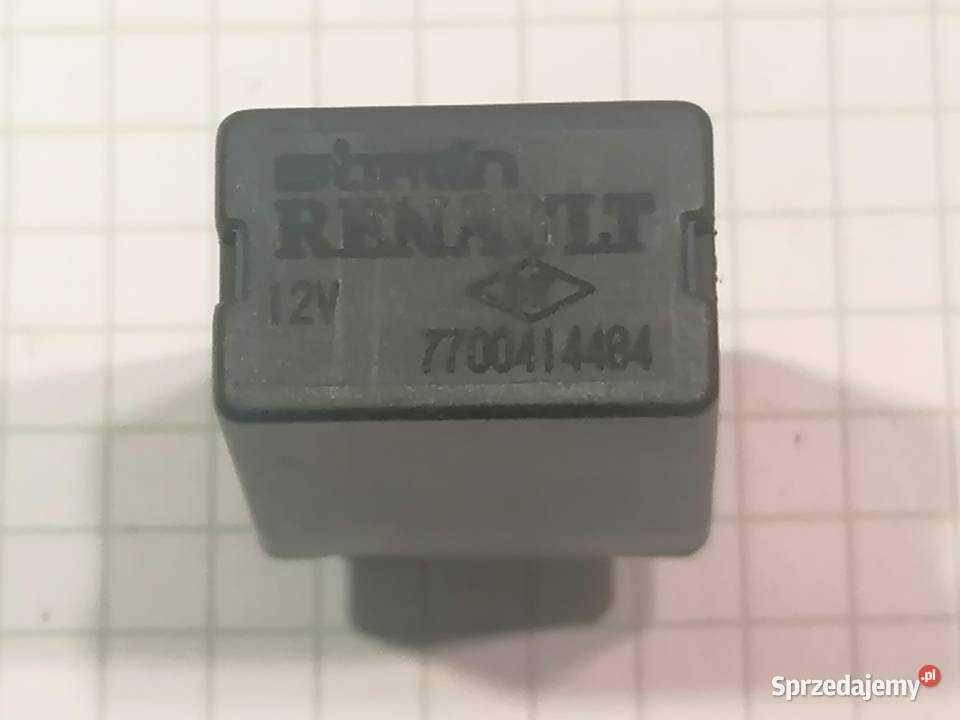 RENAULT
12V
7700414484
Sprzedajemy.pl